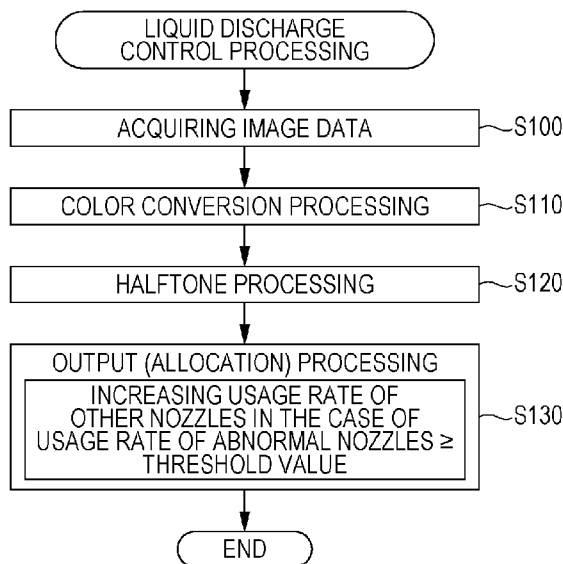 LIQUID DISCHARGE
CONTROL PROCESSING
ACQUIRING IMAGE DATA
S100
COLOR CONVERSION PROCESSING
S110
HALFTONE PROCESSING
S120
OUTPUT (ALLOCATION) PROCESSING
INCREASING USAGE RATE OF
OTHER NOZZLES IN THE CASE OF
USAGE RATE OF ABNORMAL NOZZLES ≥
THRESHOLD VALUE
S130
END